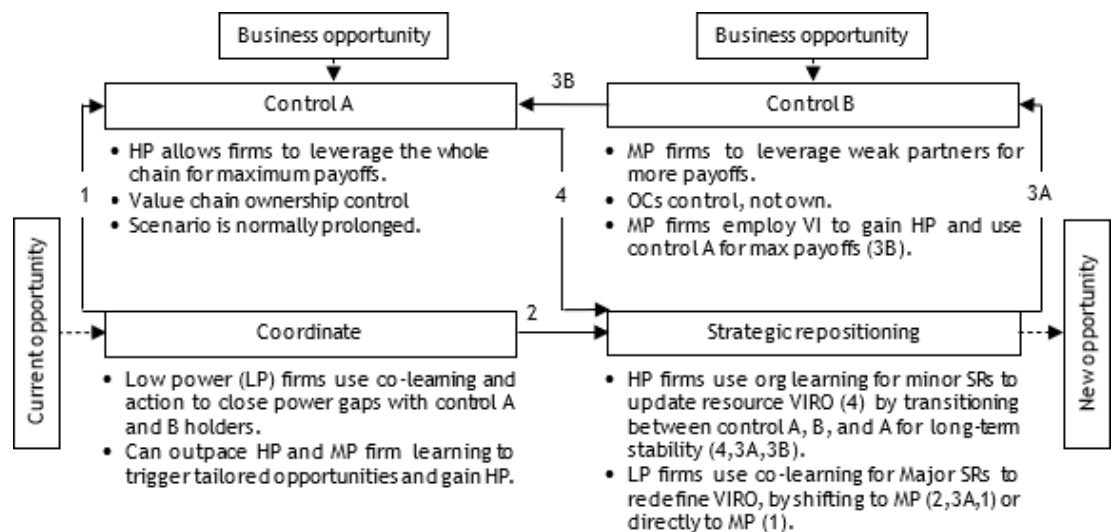 Business opportunity
Business opportunity
3B
Control A
Control B
• HP allows firms to leverage the whole
chain for maximum payoffs.
• Value chain ownership control
• Scenario is normally prolonged.
• MP firms to leverage weak partners for
more payoffs.
• OCs control, not own.
• MP firms employ VI to gain HP and use
control A for max payoffs (3B).
1
4
3A
Current opportunity
New opportunity
2
Coordinate
Strategic repositioning
• Low power (LP) firms use co-learning and
action to close power gaps with control A
and B holders.
• Can outpace HP and MP firm learning to
trigger tailored opportunities and gain HP.
• HP firms use org learning for minor SRs to
update resource VIRO (4) by transitioning
between control A, B, and A for long-term
stability (4,3A,3B).
• LP firms use co-learning for Major SRs to
redefine VIRO, by shifting to MP (2,3A,1) or
directly to MP (1).